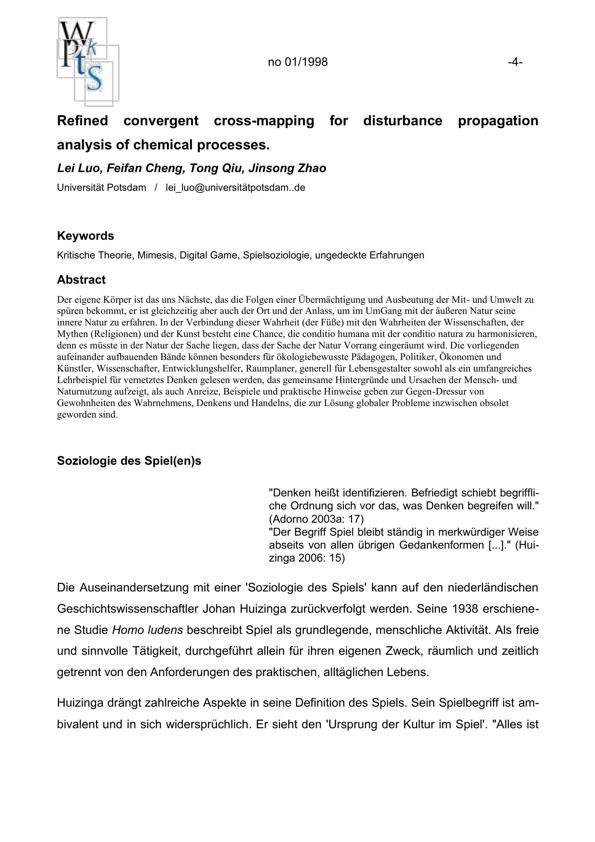 W
P k
t
S
no 01/1998
-4-
Refined convergent cross-mapping for disturbance propagation
analysis of chemical processes.
Lei Luo, Feifan Cheng, Tong Qiu, Jinsong Zhao
Universität Potsdam / lei_luo@universitätpotsdam..de
Keywords
Kritische Theorie, Mimesis, Digital Game, Spielsoziologie, ungedeckte Erfahrungen
Abstract
Der eigene Körper ist das uns Nächste, das die Folgen einer Übermächtigung und Ausbeutung der Mit- und Umwelt zu
spüren bekommt, er ist gleichzeitig aber auch der Ort und der Anlass, um im UmGang mit der äußeren Natur seine
innere Natur zu erfahren. In der Verbindung dieser Wahrheit (der Füße) mit den Wahrheiten der Wissenschaften, der
Mythen (Religionen) und der Kunst besteht eine Chance, die conditio humana mit der conditio natura zu harmonisieren,
denn es müsste in der Natur der Sache liegen, dass der Sache der Natur Vorrang eingeräumt wird. Die vorliegenden
aufeinander aufbauenden Bände können besonders für ökologiebewusste Pädagogen, Politiker, Ökonomen und
Künstler, Wissenschafter, Entwicklungshelfer, Raumplaner, generell für Lebensgestalter sowohl als ein umfangreiches
Lehrbeispiel für vernetztes Denken gelesen werden, das gemeinsame Hintergründe und Ursachen der Mensch- und
Naturnutzung aufzeigt, als auch Anreize, Beispiele und praktische Hinweise geben zur Gegen-Dressur von
Gewohnheiten des Wahrnehmens, Denkens und Handelns, die zur Lösung globaler Probleme inzwischen obsolet
geworden sind.
Soziologie des Spiel(en)s
"Denken heißt identifizieren. Befriedigt schiebt begriffli-
che Ordnung sich vor das, was Denken begreifen will."
(Adorno 2003a: 17)
"Der Begriff Spiel bleibt ständig in merkwürdiger Weise
abseits von allen übrigen Gedankenformen [...]." (Hui-
zinga 2006: 15)
Die Auseinandersetzung mit einer 'Soziologie des Spiels' kann auf den niederländischen
Geschichtswissenschaftler Johan Huizinga zurückverfolgt werden. Seine 1938 erschiene-
ne Studie Homo ludens beschreibt Spiel als grundlegende, menschliche Aktivität. Als freie
und sinnvolle Tätigkeit, durchgeführt allein für ihren eigenen Zweck, räumlich und zeitlich
getrennt von den Anforderungen des praktischen, alltäglichen Lebens.
Huizinga drängt zahlreiche Aspekte in seine Definition des Spiels. Sein Spielbegriff ist am-
bivalent und in sich widersprüchlich. Er sieht den 'Ursprung der Kultur im Spiel'. "Alles ist